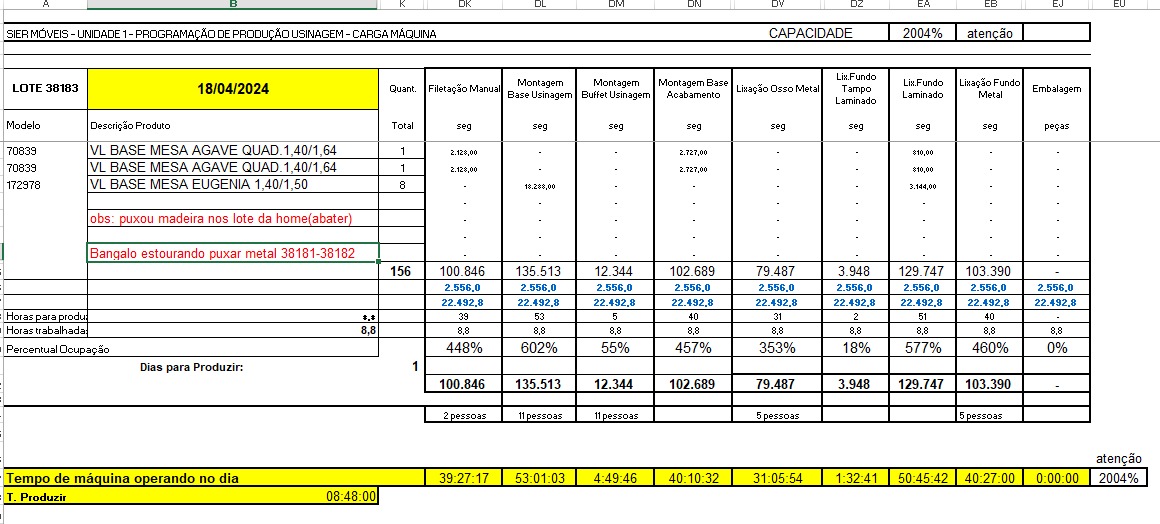 A B K DK DL DM DN DV DZ EA EB EJ EU
SIER MÓVEIS - UNIDADE 1 - PROGRAMAÇÃO DE PRODUÇÃO USINAGEM - CARGA MÁQUINA CAPACIDADE 2004% atenção
LOTE 38183 18/04/2024 Quant. Filetação Manual Montagem Base Usinagem Montagem Buffet Usinagem Montagem Base Acabamento Lixação Osso Metal Lix.Fundo Tampo Laminado Lix.Fundo Laminado Lixação Fundo Metal Embalagem
Modelo Descrição Produto Total seg seg seg seg seg seg seg seg peças
70839 VL BASE MESA AGAVE QUAD.1,40/1,64 1 2.128,00 - - 2.727,00 - - 810,00 - -
70839 VL BASE MESA AGAVE QUAD.1,40/1,64 1 2.128,00 - - 2.727,00 - - 810,00 - -
172978 VL BASE MESA EUGENIA 1,40/1,50 8 - 18.288,00 - - - - 3.144,00 - -
- - - - - - - - -
obs: puxou madeira nos lote da home(abater) - - - - - - - - -
- - - - - - - - -
Bangalo estourando puxar metal 38181-38182 - - - - - - - - -
156 100.846 135.513 12.344 102.689 79.487 3.948 129.747 103.390 -
2.556,0 2.556,0 2.556,0 2.556,0 2.556,0 2.556,0 2.556,0 2.556,0 2.556,0
22.492,8 22.492,8 22.492,8 22.492,8 22.492,8 22.492,8 22.492,8 22.492,8 22.492,8
Horas para produz *,* 39 53 5 40 31 2 51 40 -
Horas trabalhada 8,8 8,8 8,8 8,8 8,8 8,8 8,8 8,8 8,8 8,8
Percentual Ocupação 448% 602% 55% 457% 353% 18% 577% 460% 0%
Dias para Produzir: 1
100.846 135.513 12.344 102.689 79.487 3.948 129.747 103.390 -
2 pessoas 11 pessoas 11 pessoas 5 pessoas 5 pessoas
atenção
Tempo de máquina operando no dia 39:27:17 53:01:03 4:49:46 40:10:32 31:05:54 1:32:41 50:45:42 40:27:00 0:00:00 2004%
T. Produzir 08:48:00